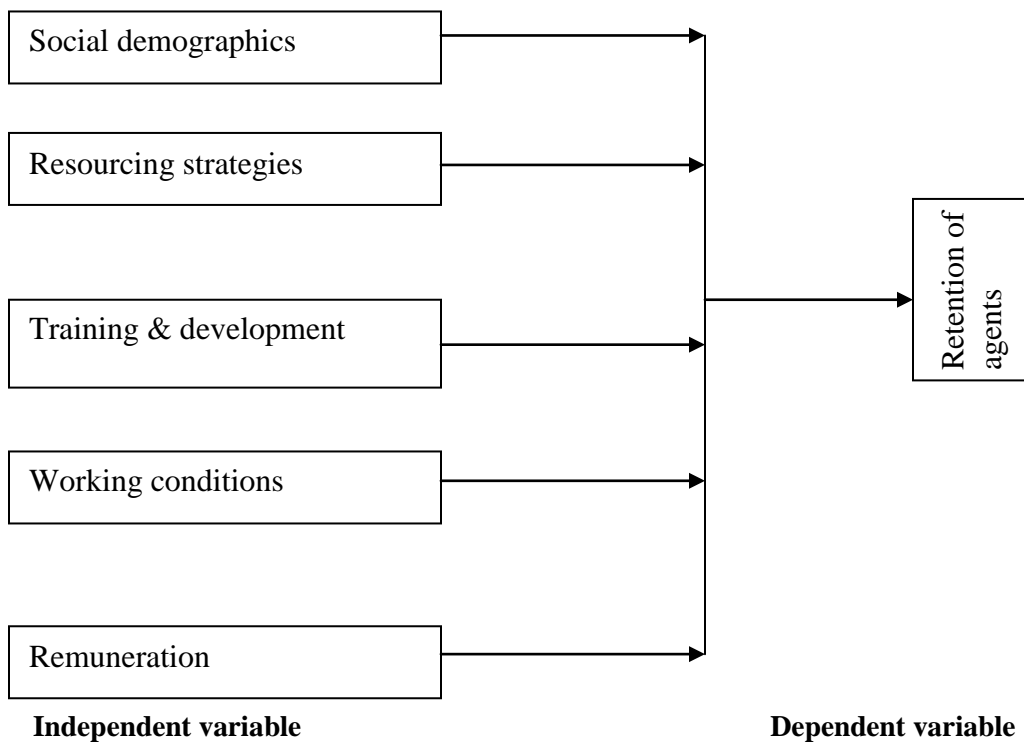 Social demographics
Resourcing strategies
Training & development
Working conditions
Remuneration
Retention of
agents
Independent variable
Dependent variable